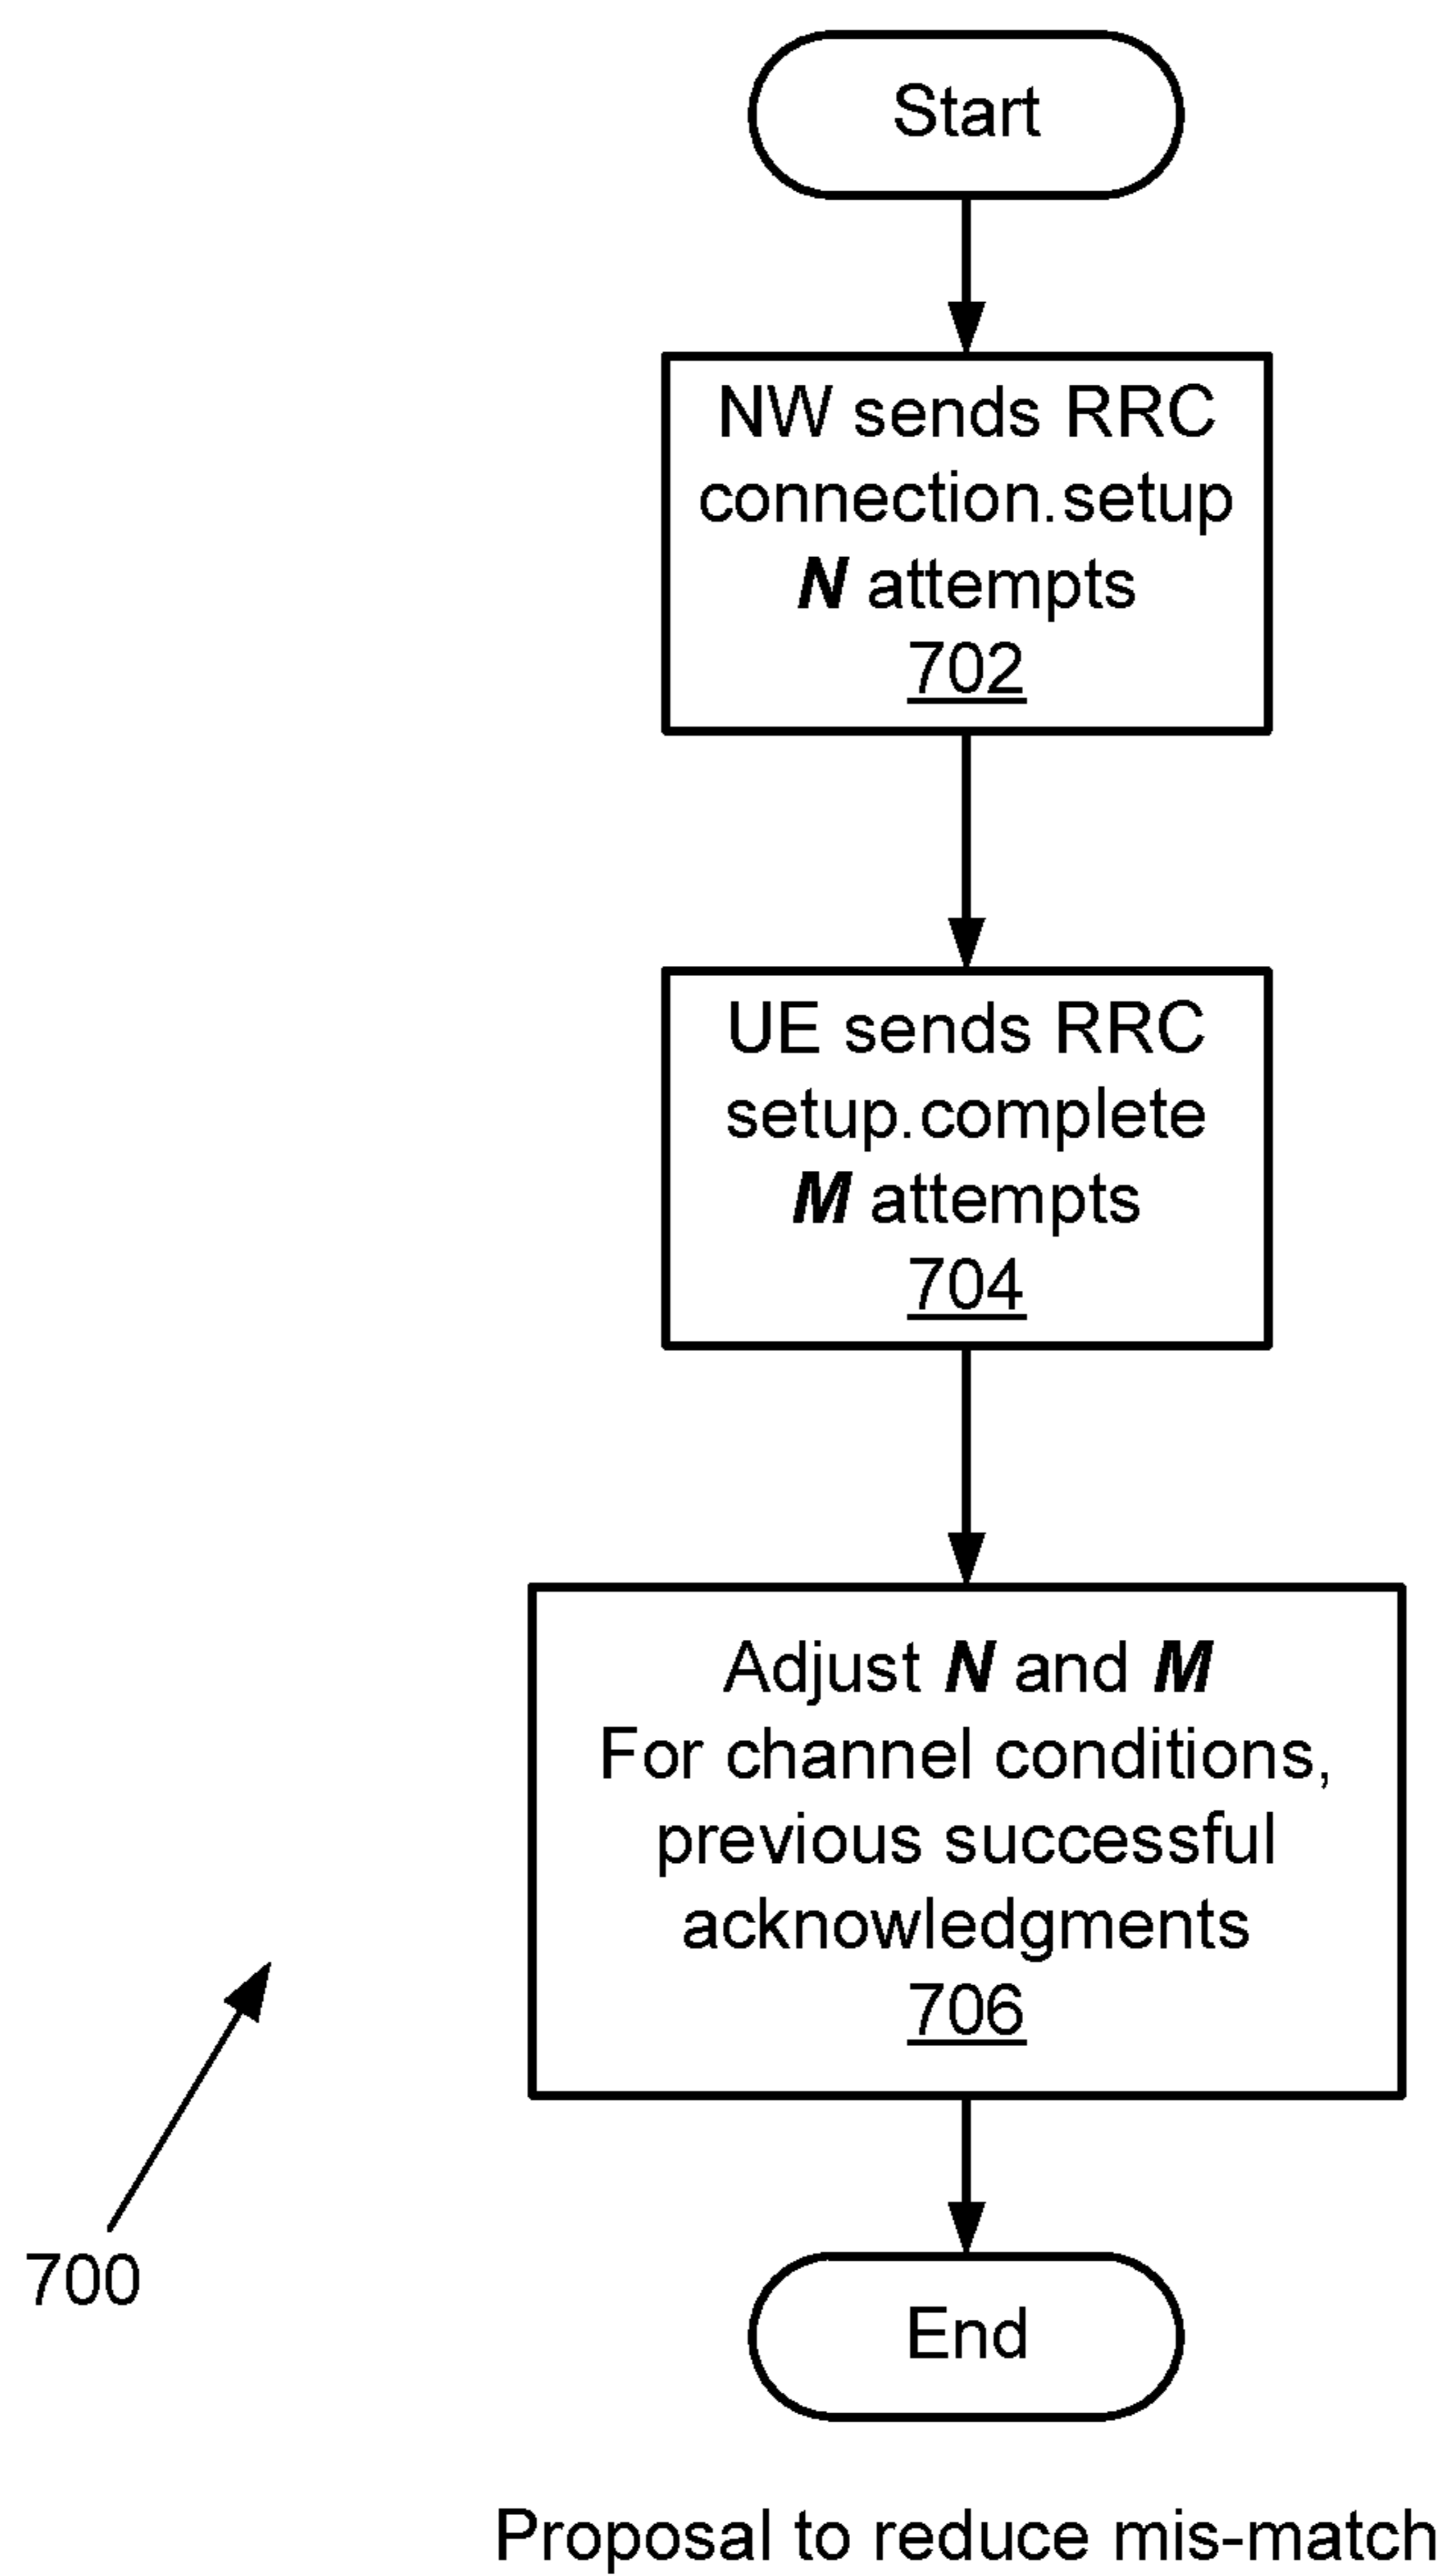 Start
NW sends RRC
connection.setup
N attempts
702
UE sends RRC
setup.complete
M attempts
704
Adjust N and M
For channel conditions,
previous successful
acknowledgments
706
700
End
Proposal to reduce mis-match